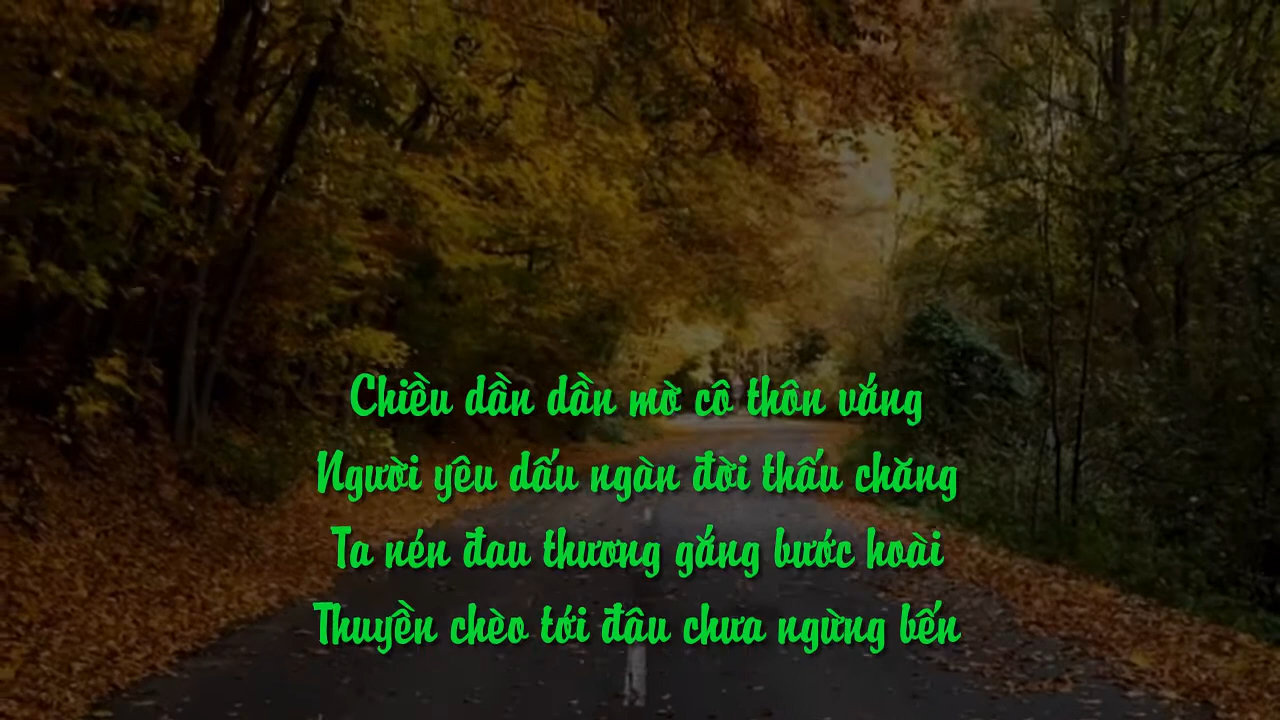 Chiều dần dần mờ cô thôn vắng
Người yêu dấu ngàn đời thấu chăng
Ta nén đau thương gắng bước hoài
Thuyền chèo tới đâu chưa ngừng bến